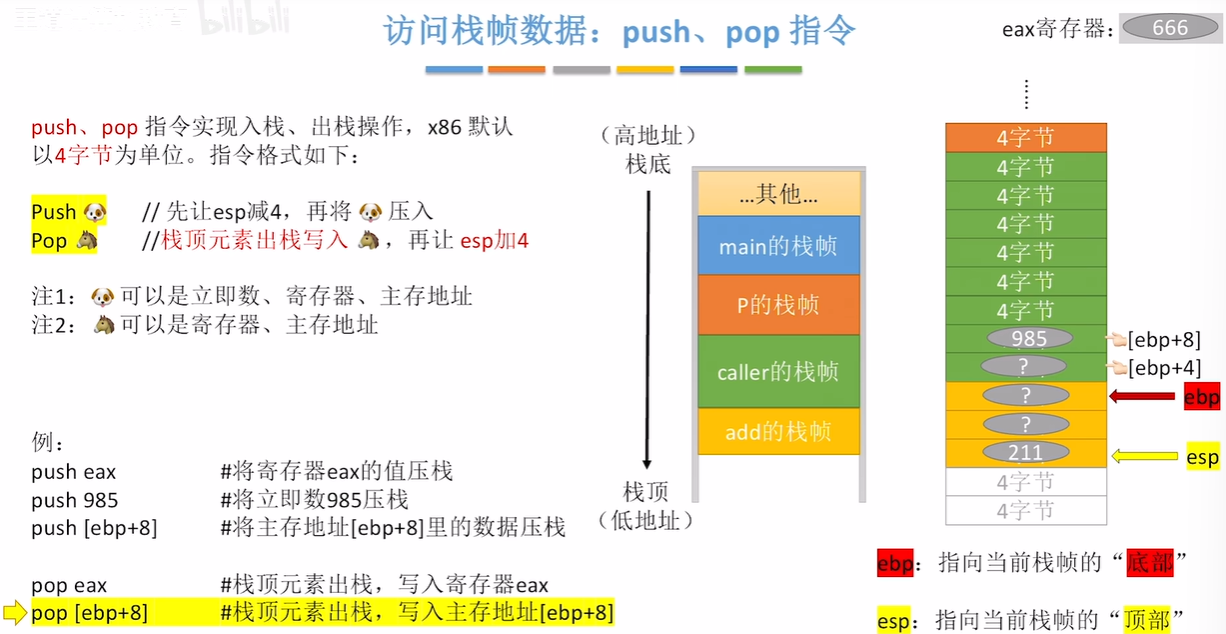 bilibili
访问栈帧数据：push、pop 指令
eax寄存器：
666
push、pop 指令实现入栈、出栈操作，x86 默认
以4字节为单位。指令格式如下：
Push 🐶 // 先让esp减4，再将 🐶 压入
Pop 🐴 //栈顶元素出栈写入 🐴 ，再让 esp加4
注1： 🐶 可以是立即数、寄存器、主存地址
注2： 🐴 可以是寄存器、主存地址
例：
push eax #将寄存器eax的值压栈
push 985 #将立即数985压栈
push [ebp+8] #将主存地址[ebp+8]里的数据压栈
pop eax #栈顶元素出栈，写入寄存器eax
pop [ebp+8] #栈顶元素出栈，写入主存地址[ebp+8]
（高地址）
栈底
...其他...
main的栈帧
P的栈帧
caller的栈帧
add的栈帧
栈顶
（低地址）
4字节
4字节
4字节
4字节
4字节
4字节
4字节
985 [ebp+8]
? [ebp+4]
? ebp
?
211 esp
4字节
4字节
ebp：指向当前栈帧的“底部”
esp：指向当前栈帧的“顶部”